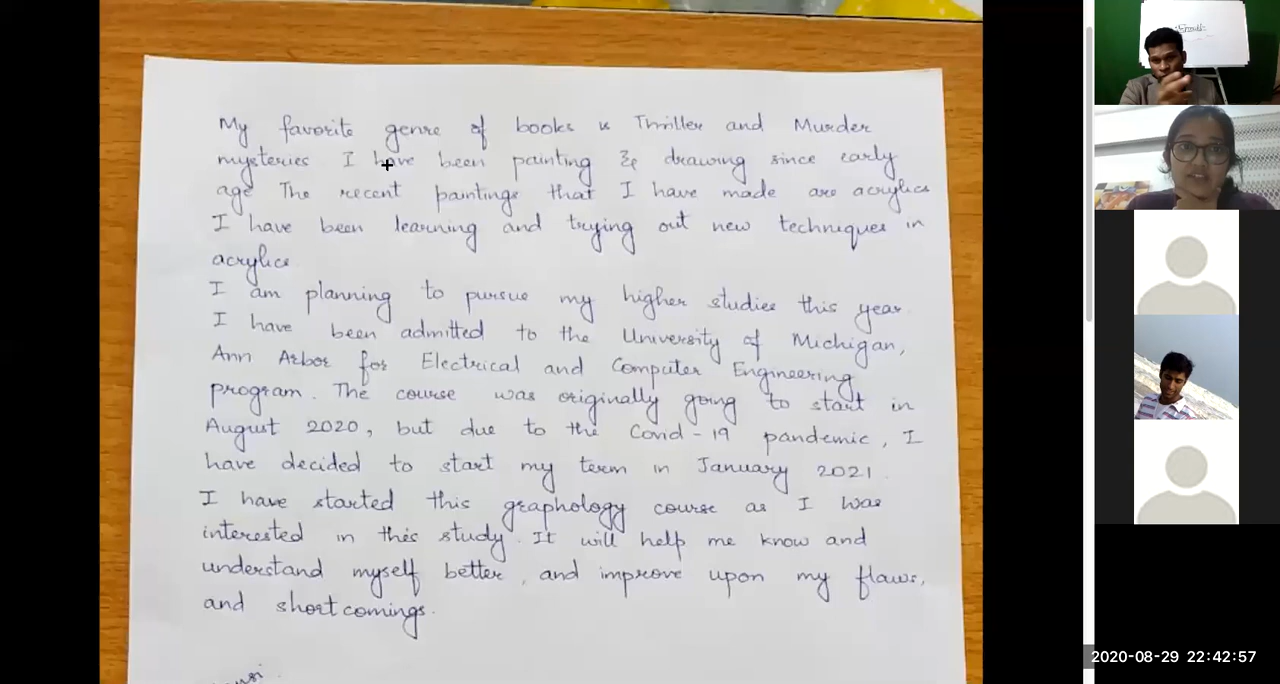 My favorite genre of books is Thriller and Murder
mysteries I have been painting & drawing since early
age The recent paintings that I have made are acrylics
I have been learning and trying out new techniques in
acrylics
I am planning to pursue my higher studies this year.
I have been admitted to the University of Michigan,
Ann Arbor for Electrical and Computer Engineering
program. The course was originally going to start in
August 2020, but due to the Covid-19 pandemic, I
have decided to start my term in January 2021.
I have started this graphology course as I was
interested in this study. It will help me know and
understand myself better, and improve upon my flaws,
and shortcomings.
2020-08-29 22:42:57